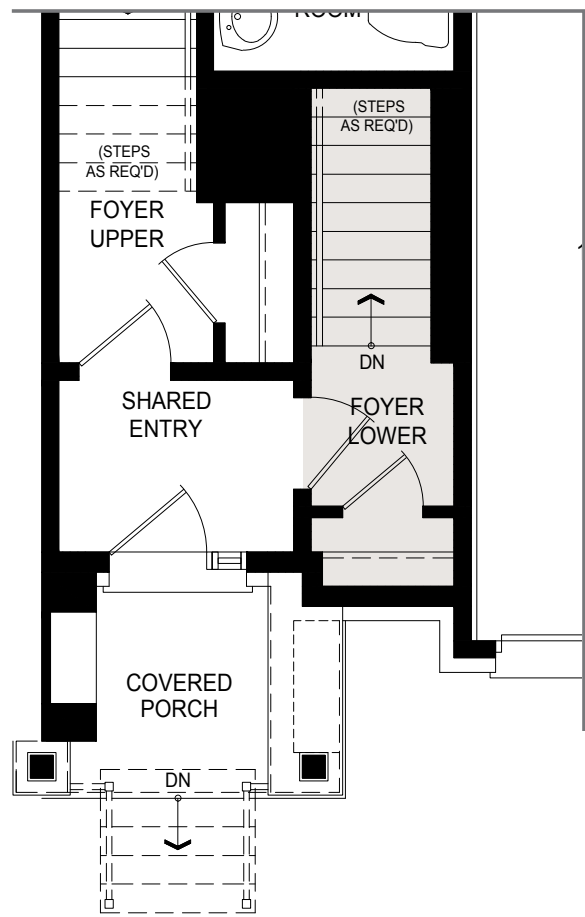 ROOM
(STEPS
AS REQ'D)
(STEPS
AS REQ'D)
FOYER
UPPER
DN
SHARED
ENTRY
FOYER
LOWER
COVERED
PORCH
DN